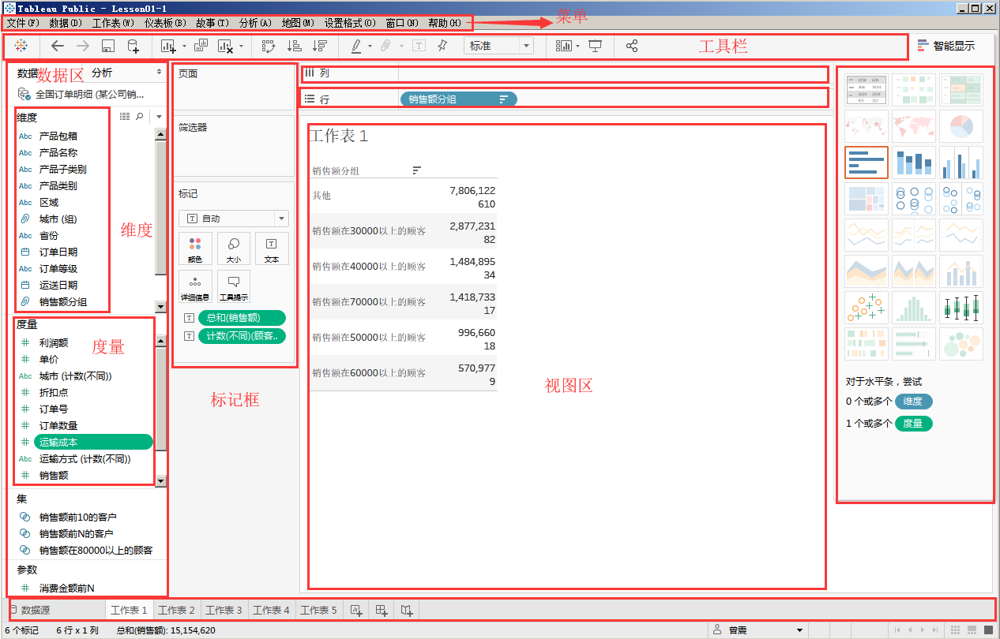 Tableau Public - Lesson01-1
文件(F) 数据(D) 工作表(W) 仪表板(B) 故事(T) 分析(A) 地图(M) 设置格式(O) 窗口(N) 帮助(H)
菜单
标准
工具栏
智能显示
数据
数据区
分析
全国订单明细 (某公司销...
维度
Abc 产品包箱
Abc 产品名称
Abc 产品子类别
Abc 产品类别
Abc 区域
城市 (组)
Abc 省份
订单日期
Abc 订单等级
运送日期
销售额分组
维度
度量
利润额
单价
Abc 城市 (计数(不同))
折扣点
订单号
订单数量
运输成本
Abc 运输方式 (计数(不同))
销售额
度量
集
销售额前10的客户
销售额前N的客户
销售额在80000以上的顾客
参数
消费金额前N
页面
筛选器
标记
自动
颜色
大小
文本
详细信息
工具提示
总和(销售额)
计数(不同)(顾客..
标记框
列
行
销售额分组
工作表 1
销售额分组
其他 7,806,122
610
销售额在30000以上的顾客 2,877,231
82
销售额在40000以上的顾客 1,484,895
34
销售额在70000以上的顾客 1,418,733
17
销售额在50000以上的顾客 996,660
18
销售额在60000以上的顾客 570,977
9
视图区
对于水平条，尝试
0 个或多个 维度
1 个或多个 度量
数据源 工作表 1 工作表 2 工作表 3 工作表 4 工作表 5
6 个标记 6 行 x 1 列 总和(销售额): 15,154,620
曾震